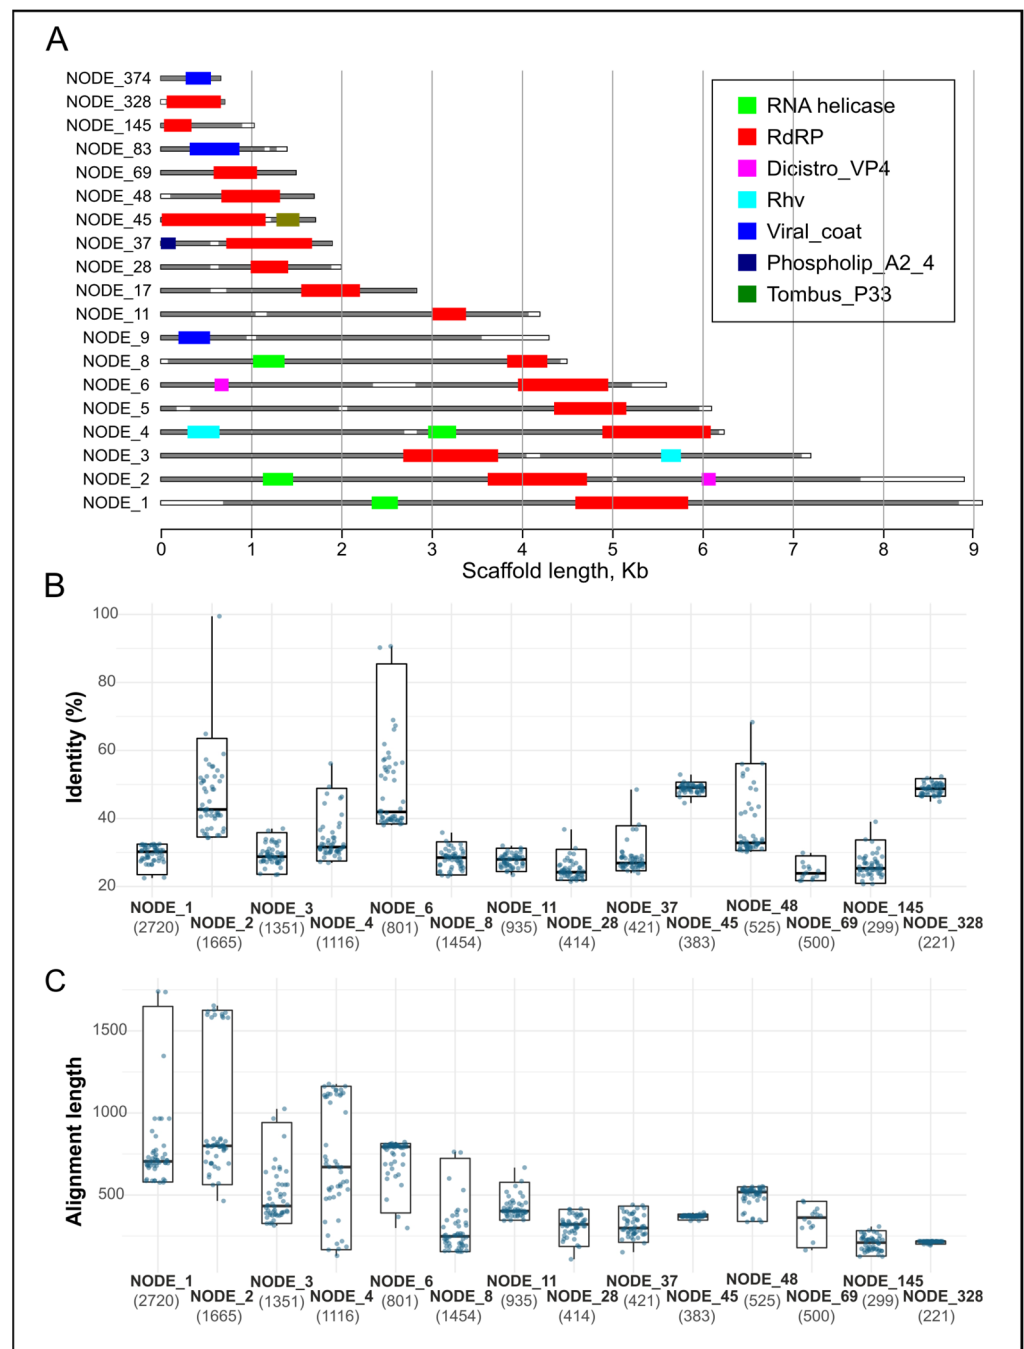 A
NODE_374
NODE_328
NODE_145
NODE_83
NODE_69
NODE_48
NODE_45
NODE_37
NODE_28
NODE_17
NODE_11
NODE_9
NODE_8
NODE_6
NODE_5
NODE_4
NODE_3
NODE_2
NODE_1
RNA helicase
RdRP
Dicistro_VP4
Rhv
Viral_coat
Phospholip_A2_4
Tombus_P33
0 1 2 3 4 5 6 7 8 9
Scaffold length, Kb
B
Identity (%)
100
80
60
40
20
NODE_1 NODE_3 NODE_6 NODE_11 NODE_37 NODE_48 NODE_145
(2720) NODE_2 (1351) NODE_4 (801) NODE_8 (935) NODE_28 (421) NODE_45 (525) NODE_69 (299) NODE_328
(1665) (1116) (1454) (414) (383) (500) (221)
C
Alignment length
1500
1000
500
NODE_1 NODE_3 NODE_6 NODE_11 NODE_37 NODE_48 NODE_145
(2720) NODE_2 (1351) NODE_4 (801) NODE_8 (935) NODE_28 (421) NODE_45 (525) NODE_69 (299) NODE_328
(1665) (1116) (1454) (414) (383) (500) (221)